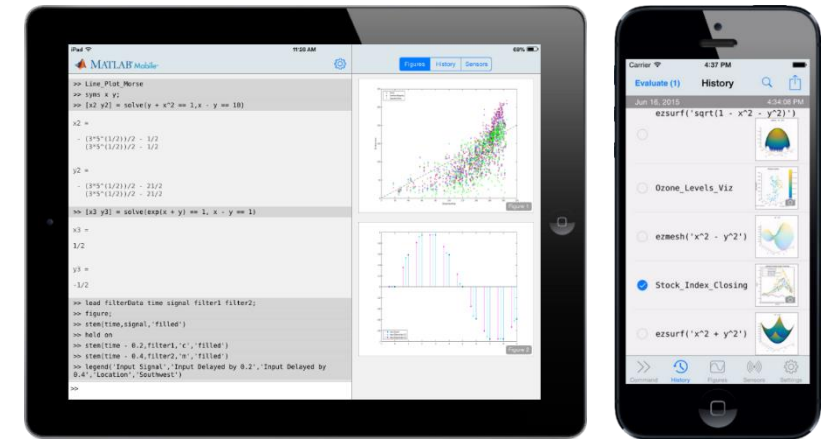 iPad
11:28 AM
69%
MATLAB Mobile
Figures History Sensors
>> Line_Plot_Morse
>> syms x y;
>> [x2 y2] = solve(y + x^2 == 1,x - y == 10)
x2 =
- (3*5^(1/2))/2 - 1/2
(3*5^(1/2))/2 - 1/2
y2 =
- (3*5^(1/2))/2 - 21/2
(3*5^(1/2))/2 - 21/2
>> [x3 y3] = solve(exp(x + y) == 1, x - y == 1)
x3 =
1/2
y3 =
-1/2
>> load filterData time signal filter1 filter2;
>> figure;
>> stem(time,signal,'filled')
>> hold on
>> stem(time - 0.2,filter1,'c','filled')
>> stem(time - 0.4,filter2,'m','filled')
>> legend('Input Signal','Input Delayed by 0.2','Input Delayed by
0.4','Location','Southwest')
>>
Figure 1
Figure 2
Carrier
4:37 PM
Evaluate (1) History
Jun 16, 2015 4:34:08 PM
ezsurf('sqrt(1 - x^2 - y^2)')
Ozone_Levels_Viz
ezmesh('x^2 - y^2')
Stock_Index_Closing
ezsurf('x^2 + y^2')
Command History Figures Sensors Settings